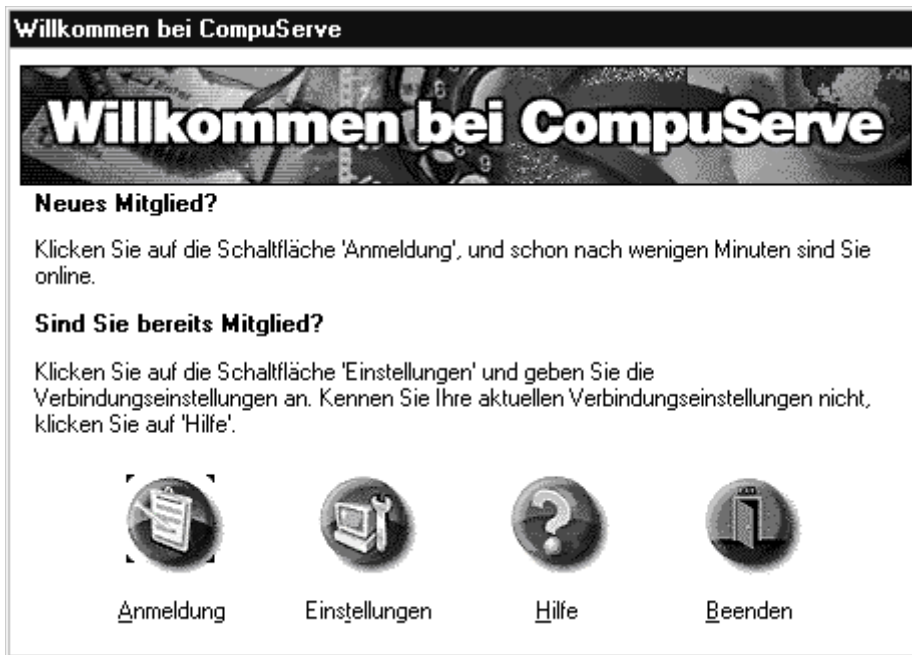 Willkommen bei CompuServe
Willkommen bei CompuServe
Neues Mitglied?
Klicken Sie auf die Schaltfläche 'Anmeldung', und schon nach wenigen Minuten sind Sie
online.
Sind Sie bereits Mitglied?
Klicken Sie auf die Schaltfläche 'Einstellungen' und geben Sie die
Verbindungseinstellungen an. Kennen Sie Ihre aktuellen Verbindungseinstellungen nicht,
klicken Sie auf 'Hilfe'.
Anmeldung
Einstellungen
Hilfe
Beenden